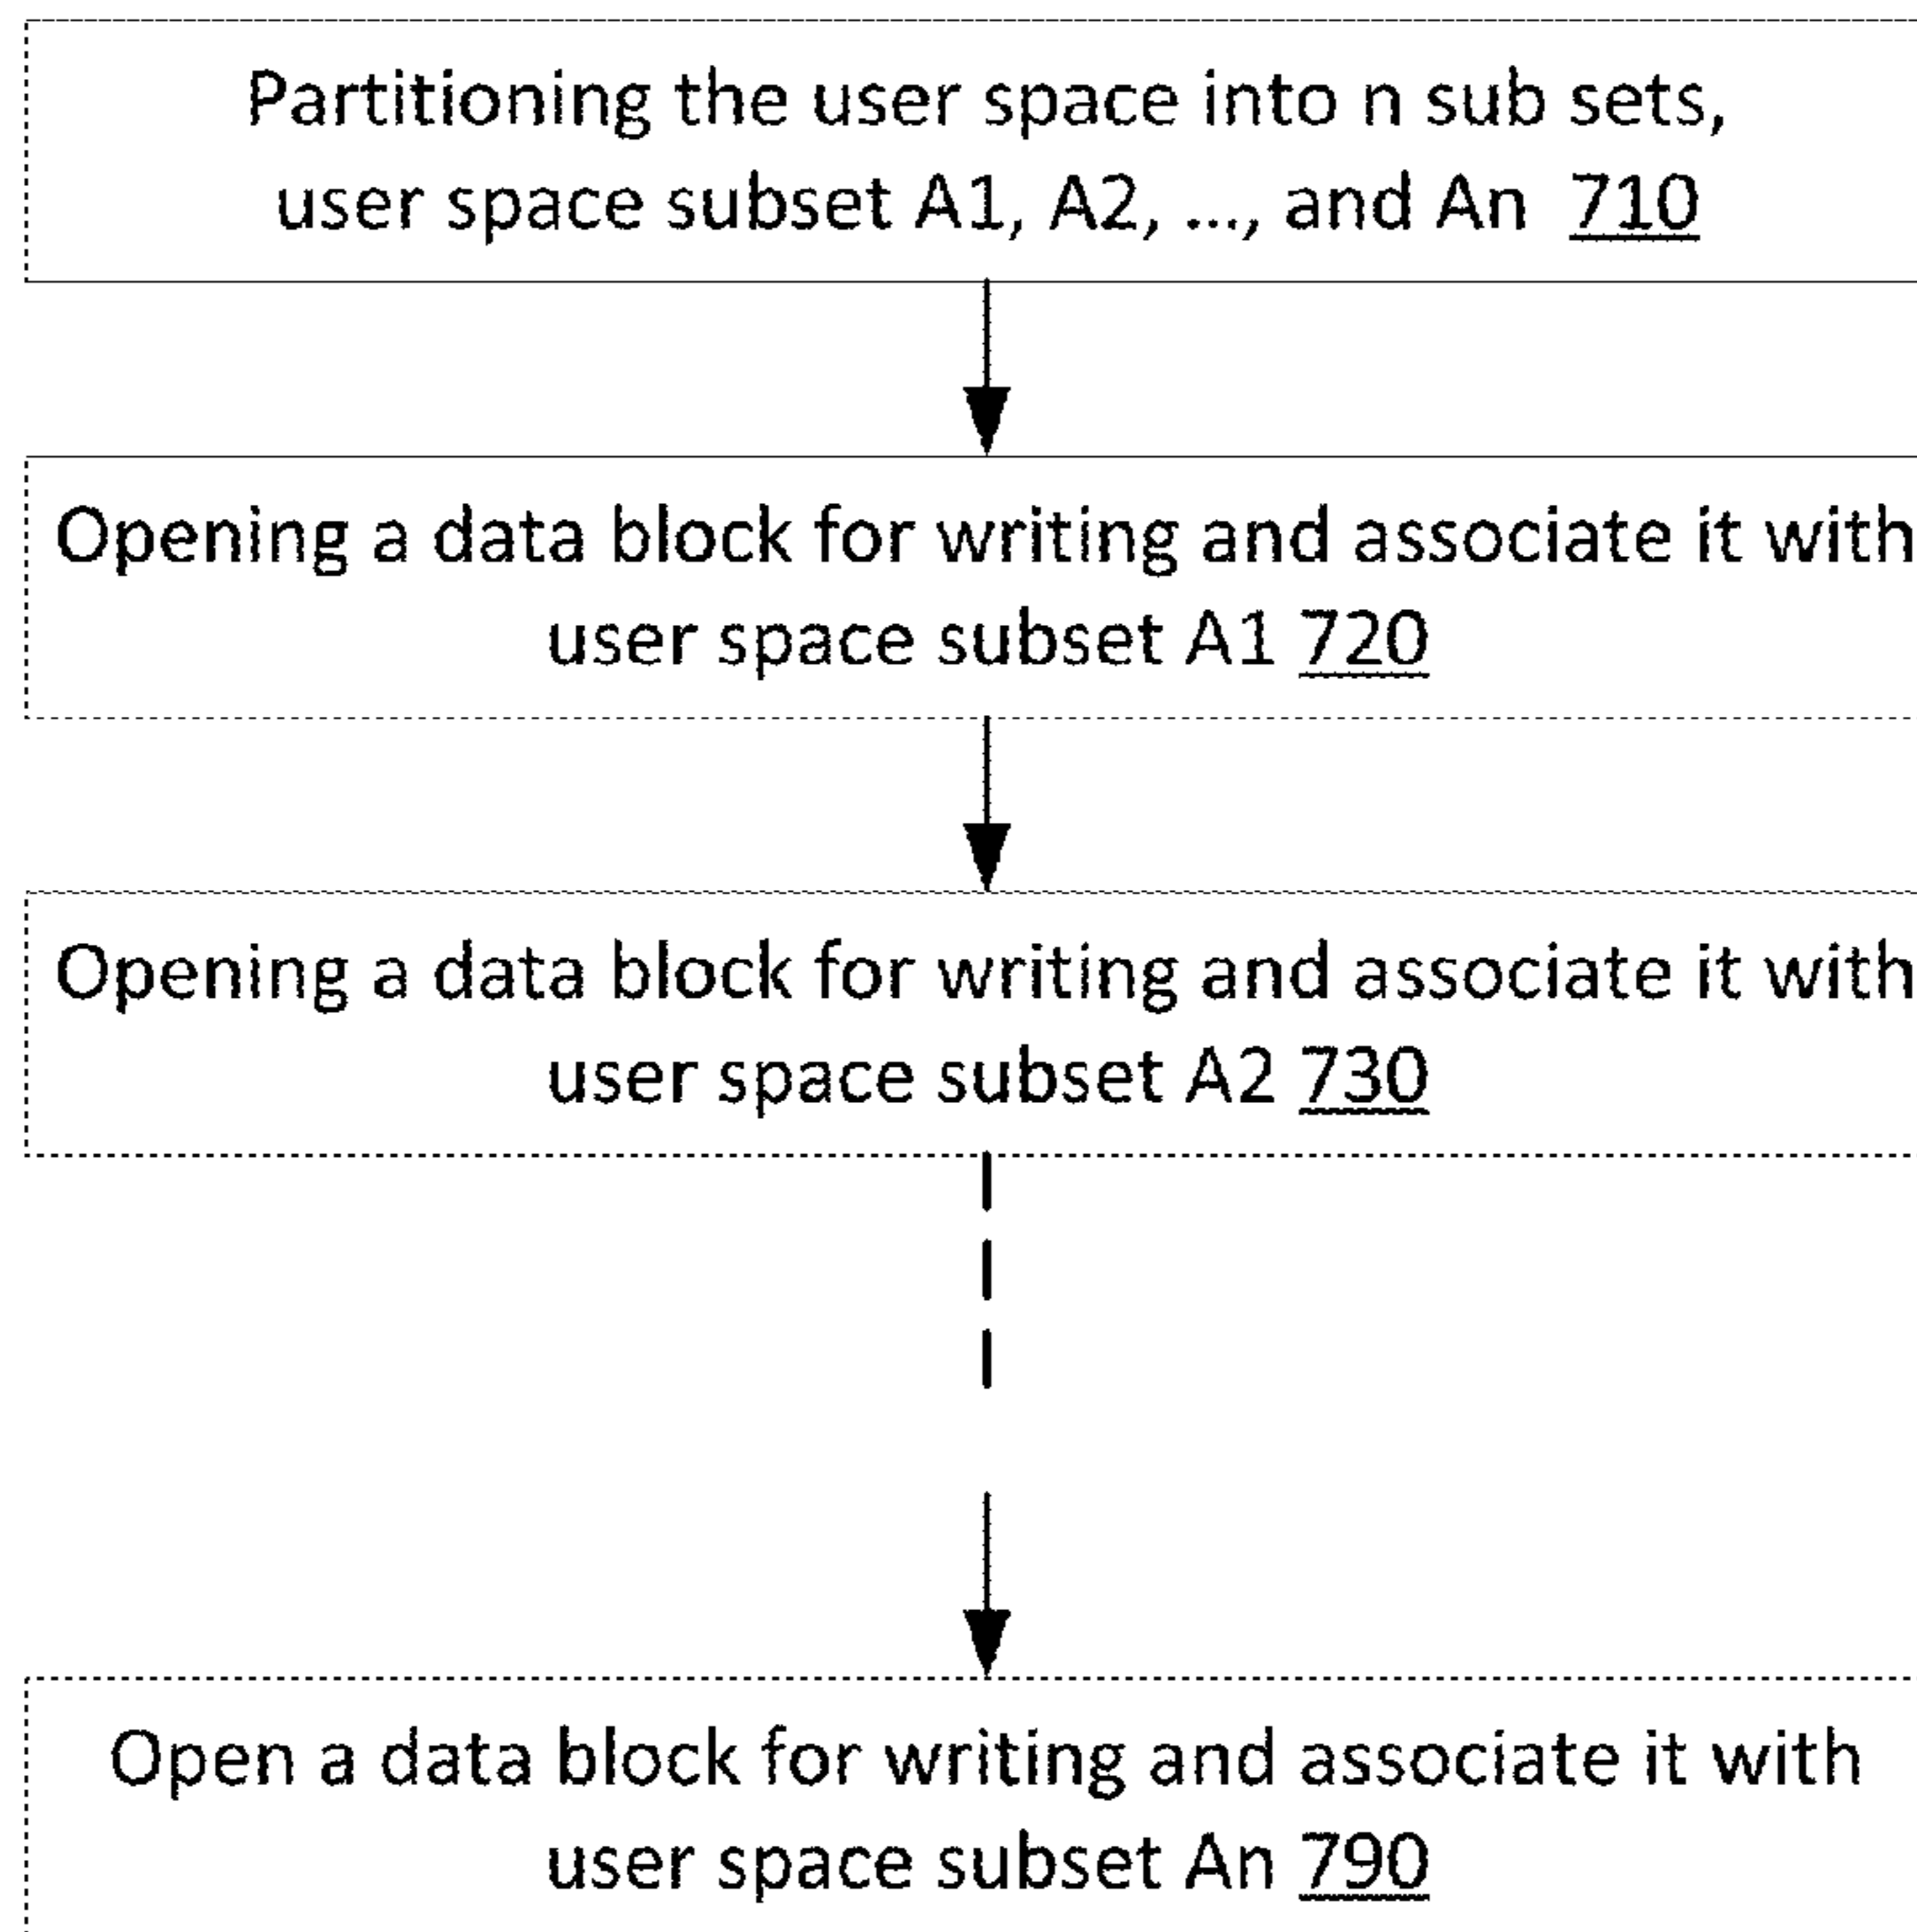 Partitioning the user space into n sub sets,
user space subset A1, A2, ..., and An 710
Opening a data block for writing and associate it with
user space subset A1 720
Opening a data block for writing and associate it with
user space subset A2 730
Open a data block for writing and associate it with
user space subset An 790